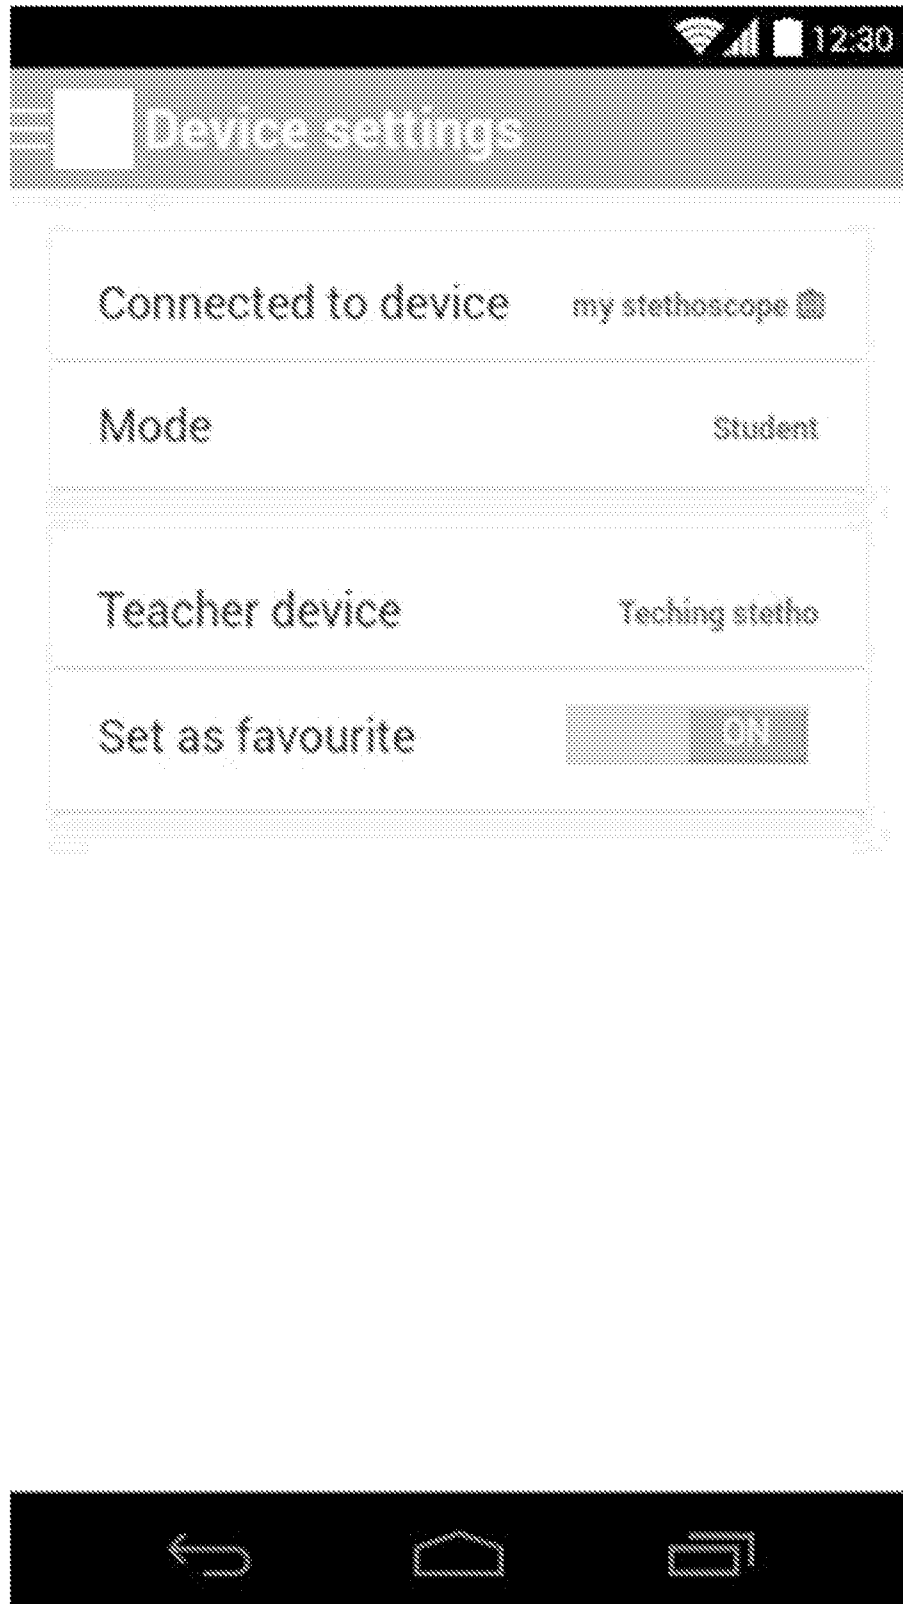 12:30
Device settings
Connected to device my stethoscope
Mode Student
Teacher device Teching stetho
Set as favourite ON